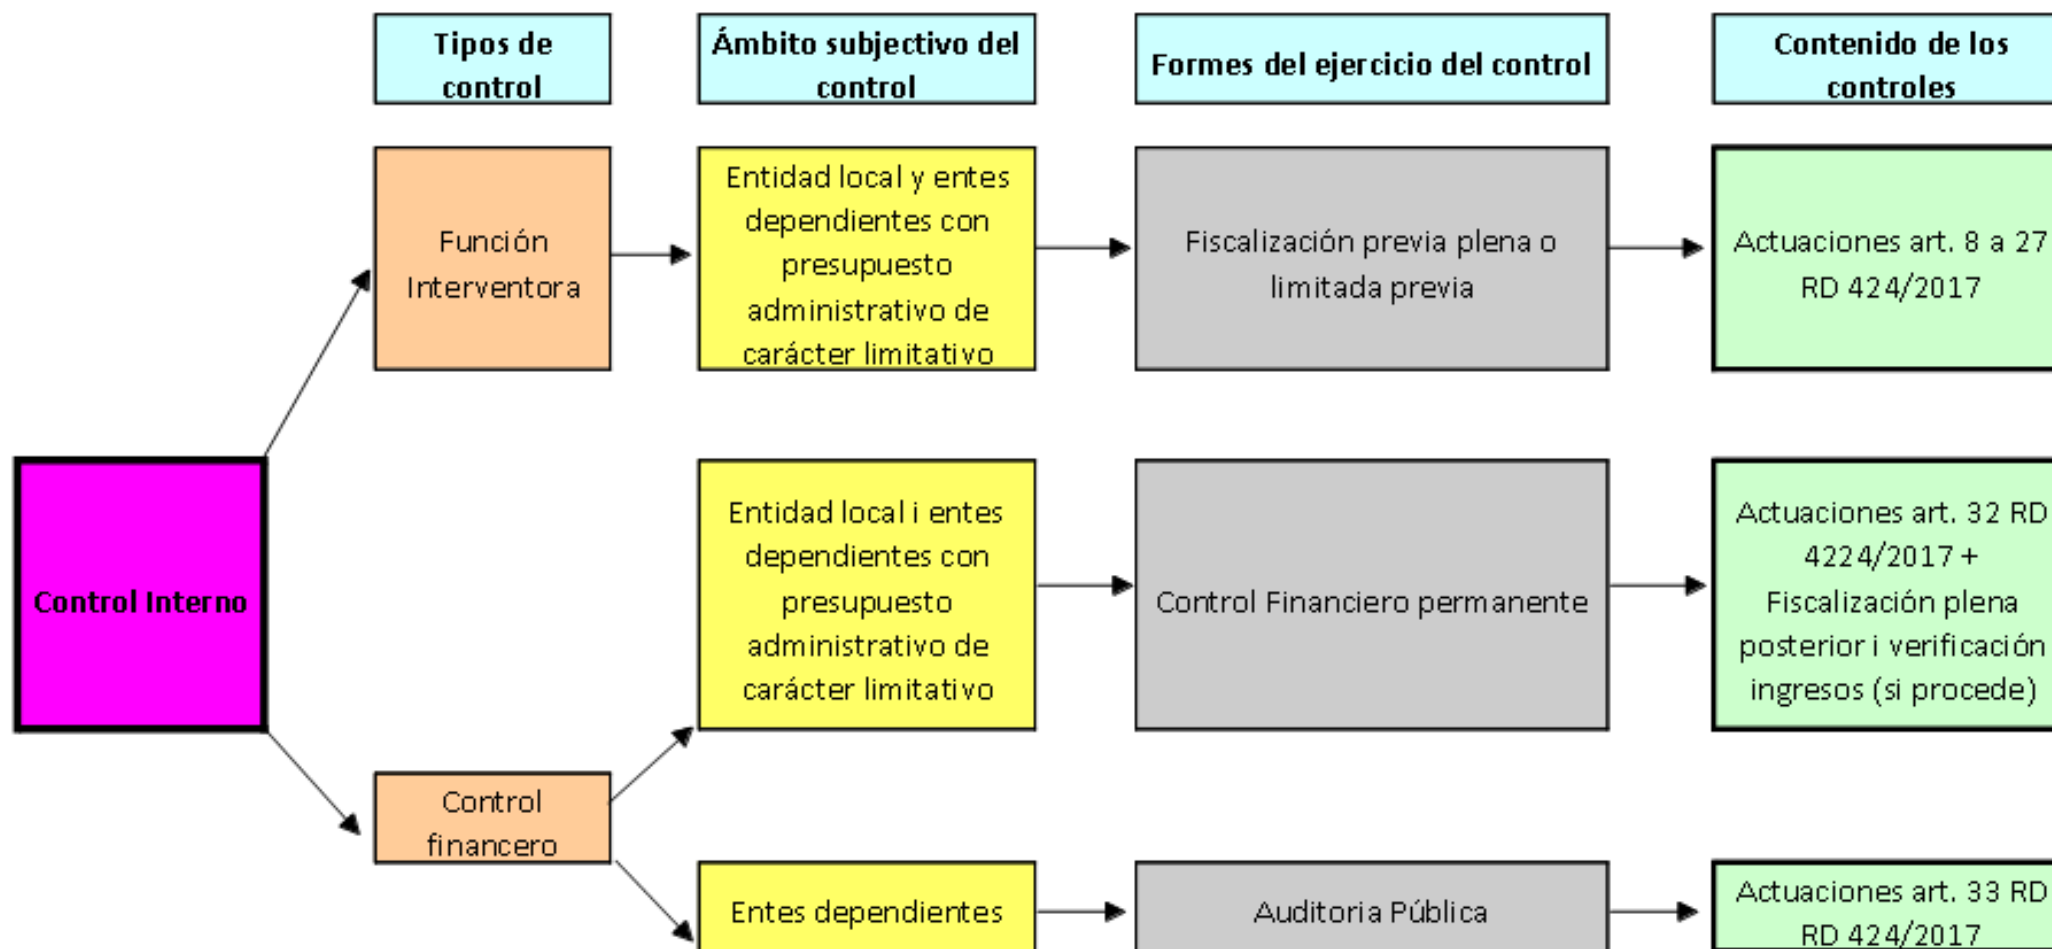 Tipos de
control
Ámbito subjectivo del
control
Formes del ejercicio del control
Contenido de los
controles
Función
Interventora
Entidad local y entes
dependientes con
presupuesto
administrativo de
carácter limitativo
Fiscalización previa plena o
limitada previa
Actuaciones art. 8 a 27
RD 424/2017
Control Interno
Entidad local i entes
dependientes con
presupuesto
administrativo de
carácter limitativo
Control Financiero permanente
Actuaciones art. 32 RD
4224/2017 +
Fiscalización plena
posterior i verificación
ingresos (si procede)
Control
financero
Entes dependientes
Auditoria Pública
Actuaciones art. 33 RD
RD 424/2017